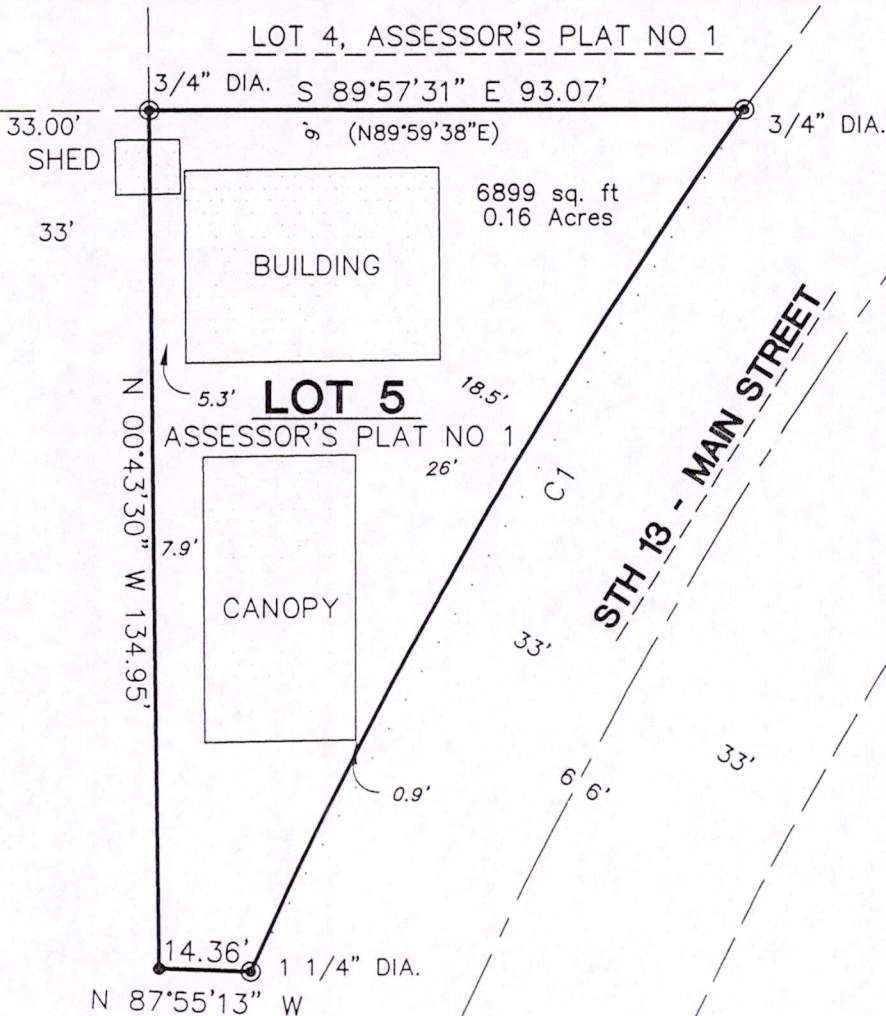 LOT 4, ASSESSOR'S PLAT NO 1
3/4" DIA.
S 89°57'31" E 93.07'
33.00'
9'
(N89°59'38"E)
3/4" DIA.
SHED
6899 sq. ft
0.16 Acres
33'
BUILDING
5.3'
LOT 5
18.5'
ASSESSOR'S PLAT NO 1
26'
C1
STH 13 - MAIN STREET
N 00°43'30" W 134.95'
7.9'
CANOPY
33'
33'
66'
0.9'
14.36'
1 1/4" DIA.
N 87°55'13" W